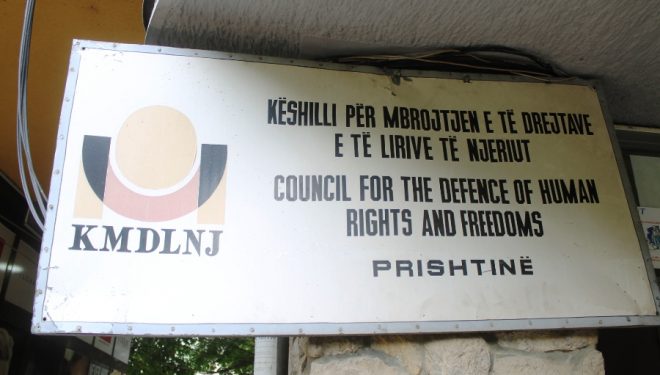 KËSHILLI PËR MBROJTJEN E TË DREJTAVE
E TË LIRIVE TË NJERIUT
COUNCIL FOR THE DEFENCE OF HUMAN
RIGHTS AND FREEDOMS
PRISHTINË
KMDLNJ